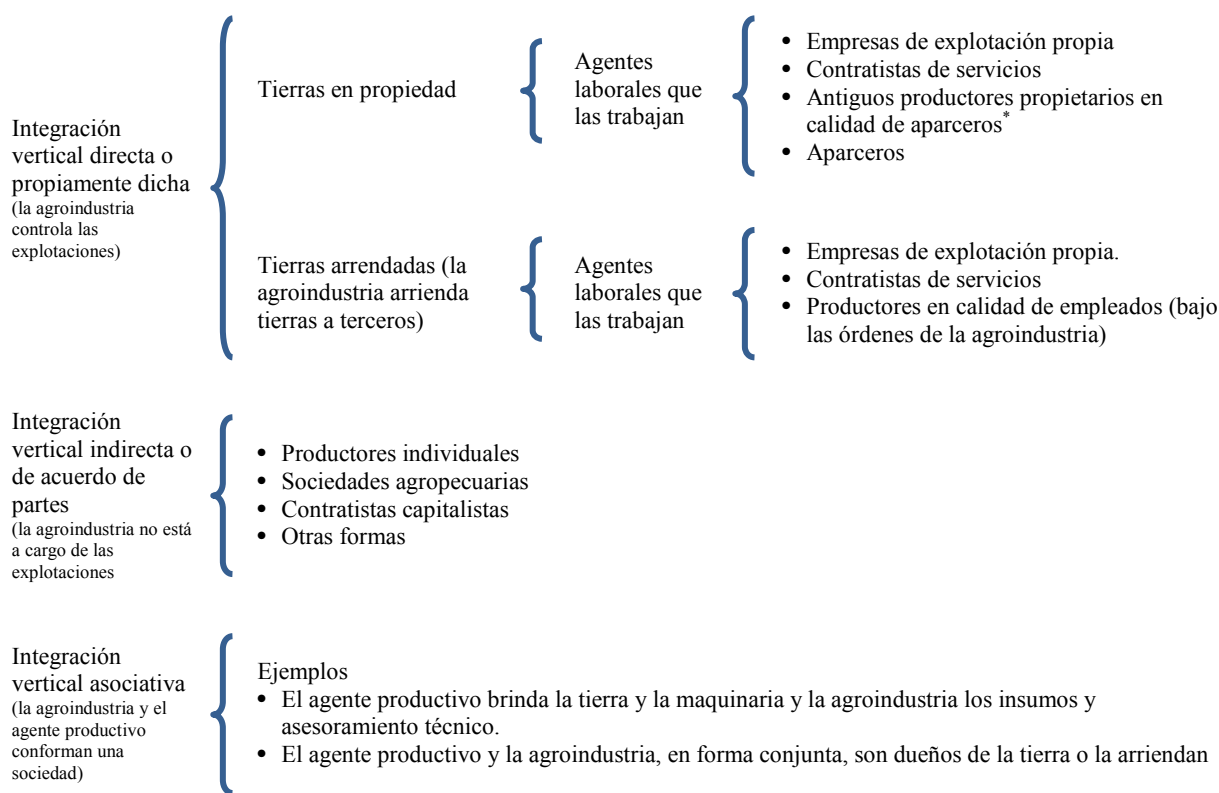 Integración
vertical directa o
propiamente dicha
(la agroindustria
controla las
explotaciones)
Tierras en propiedad
Agentes
laborales que
las trabajan
• Empresas de explotación propia
• Contratistas de servicios
• Antiguos productores propietarios en
calidad de aparceros*
• Aparceros
Tierras arrendadas (la
agroindustria arrienda
tierras a terceros)
Agentes
laborales que
las trabajan
• Empresas de explotación propia.
• Contratistas de servicios
• Productores en calidad de empleados (bajo
las órdenes de la agroindustria)
Integración
vertical indirecta o
de acuerdo de
partes
(la agroindustria no está
a cargo de las
explotaciones
• Productores individuales
• Sociedades agropecuarias
• Contratistas capitalistas
• Otras formas
Integración
vertical asociativa
(la agroindustria y el
agente productivo
conforman una
sociedad)
Ejemplos
• El agente productivo brinda la tierra y la maquinaria y la agroindustria los insumos y
asesoramiento técnico.
• El agente productivo y la agroindustria, en forma conjunta, son dueños de la tierra o la arriendan